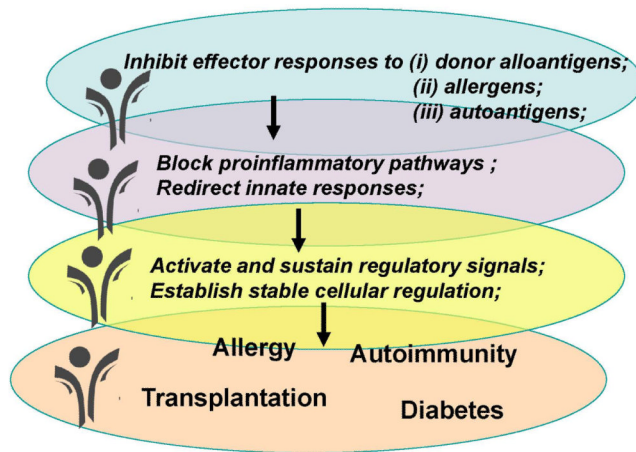 Inhibit effector responses to (i) donor alloantigens;
(ii) allergens;
(iii) autoantigens;
Block proinflammatory pathways ;
Redirect innate responses;
Activate and sustain regulatory signals;
Establish stable cellular regulation;
Allergy Autoimmunity
Transplantation Diabetes